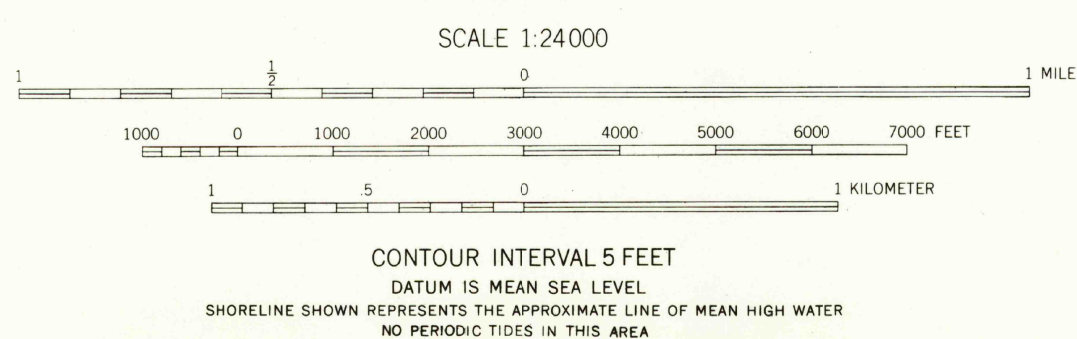 SCALE 1:24000
1 ½ 0 1 MILE
1000 0 1000 2000 3000 4000 5000 6000 7000 FEET
1 .5 0 1 KILOMETER
CONTOUR INTERVAL 5 FEET
DATUM IS MEAN SEA LEVEL
SHORELINE SHOWN REPRESENTS THE APPROXIMATE LINE OF MEAN HIGH WATER
NO PERIODIC TIDES IN THIS AREA